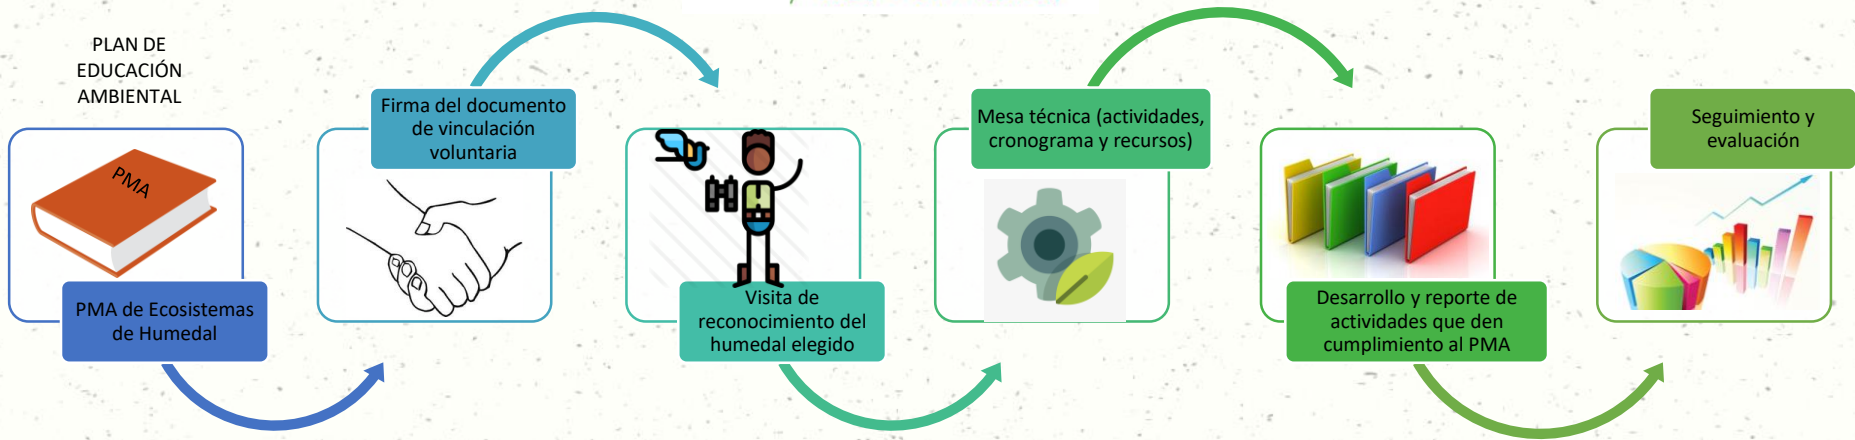 PLAN DE
EDUCACIÓN
AMBIENTAL
PMA
PMA de Ecosistemas
de Humedal
Firma del documento
de vinculación
voluntaria
Visita de
reconocimiento del
humedal elegido
Mesa técnica (actividades,
cronograma y recursos)
Desarrollo y reporte de
actividades que den
cumplimiento al PMA
Seguimiento y
evaluación